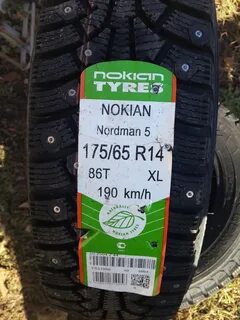 nokian
TYRES
NOKIAN
Nordman 5
175/65 R14
86T XL
190 km/h